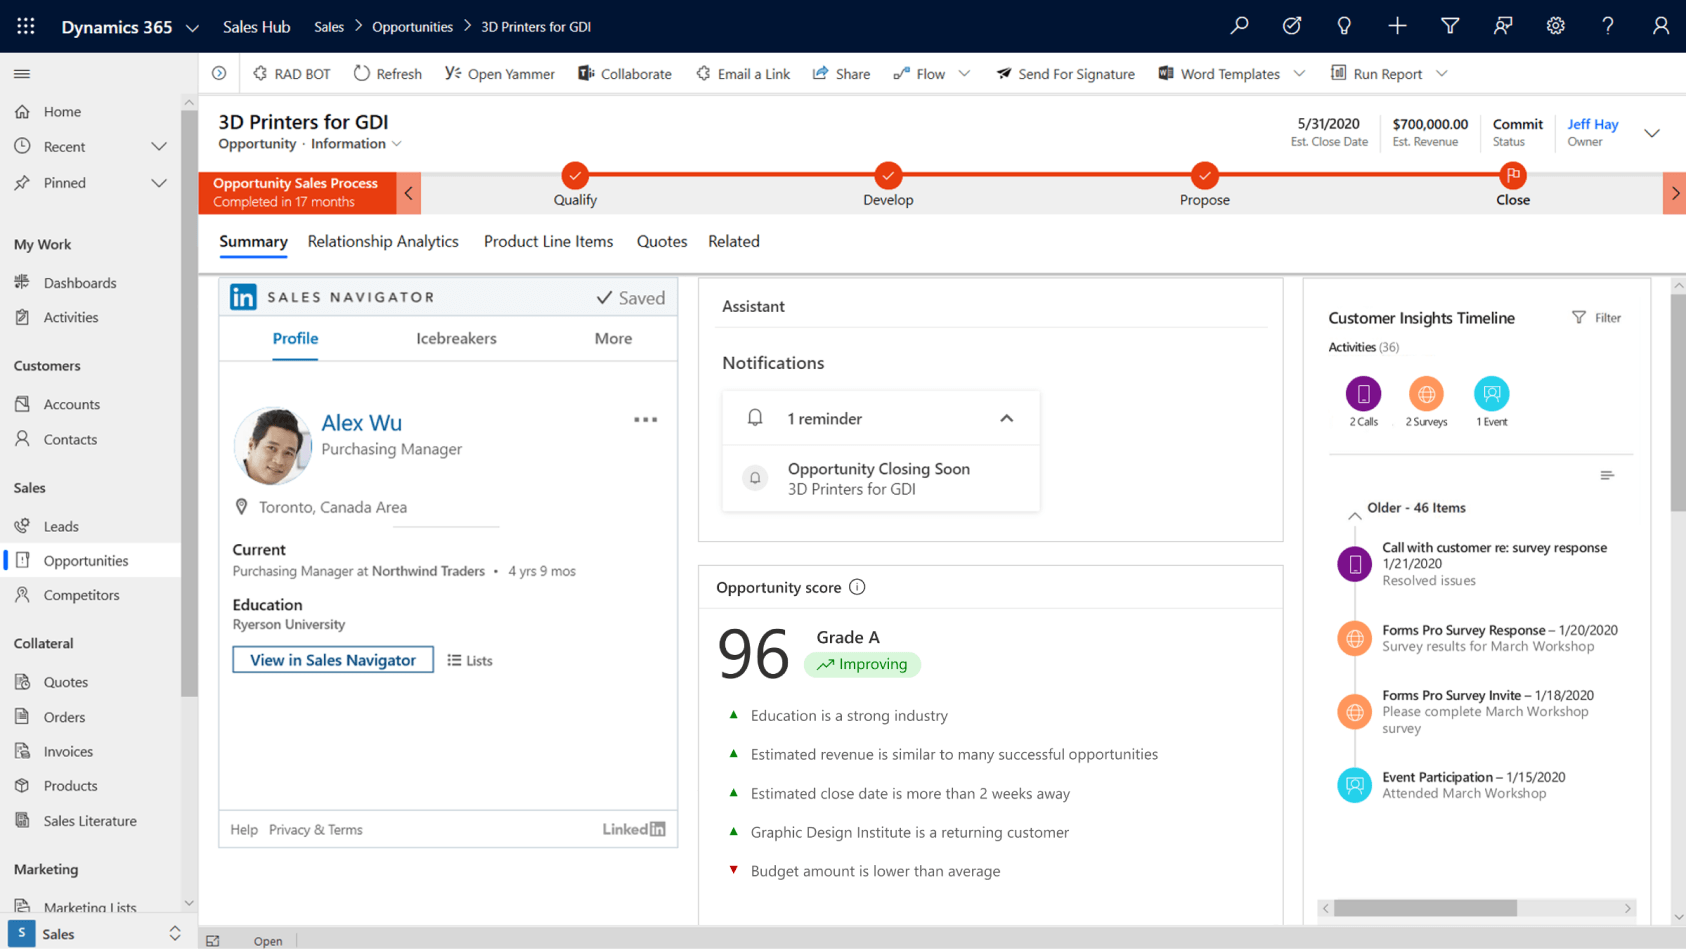 Dynamics 365
Sales Hub
Sales > Opportunities > 3D Printers for GDI
RAD BOT
Refresh
Open Yammer
Collaborate
Email a Link
Share
Flow
Send For Signature
Word Templates
Run Report
Home
Recent
Pinned
My Work
Dashboards
Activities
Customers
Accounts
Contacts
Sales
Leads
Opportunities
Competitors
Collateral
Quotes
Orders
Invoices
Products
Sales Literature
Marketing
Marketing Lists
S Sales
3D Printers for GDI
Opportunity · Information
5/31/2020
Est. Close Date
$700,000.00
Est. Revenue
Commit
Status
Jeff Hay
Owner
Opportunity Sales Process
Completed in 17 months
Qualify
Develop
Propose
Close
Summary
Relationship Analytics
Product Line Items
Quotes
Related
in SALES NAVIGATOR
Saved
Profile
Icebreakers
More
Alex Wu
Purchasing Manager
Toronto, Canada Area
Current
Purchasing Manager at Northwind Traders • 4 yrs 9 mos
Education
Ryerson University
View in Sales Navigator
Lists
Help Privacy & Terms
Linked in
Assistant
Notifications
1 reminder
Opportunity Closing Soon
3D Printers for GDI
Opportunity score
96
Grade A
Improving
Education is a strong industry
Estimated revenue is similar to many successful opportunities
Estimated close date is more than 2 weeks away
Graphic Design Institute is a returning customer
Budget amount is lower than average
Customer Insights Timeline
Filter
Activities (36)
2 Calls
2 Surveys
1 Event
Older - 46 Items
Call with customer re: survey response
1/21/2020
Resolved issues
Forms Pro Survey Response – 1/20/2020
Survey results for March Workshop
Forms Pro Survey Invite – 1/18/2020
Please complete March Workshop
survey
Event Participation – 1/15/2020
Attended March Workshop
Open